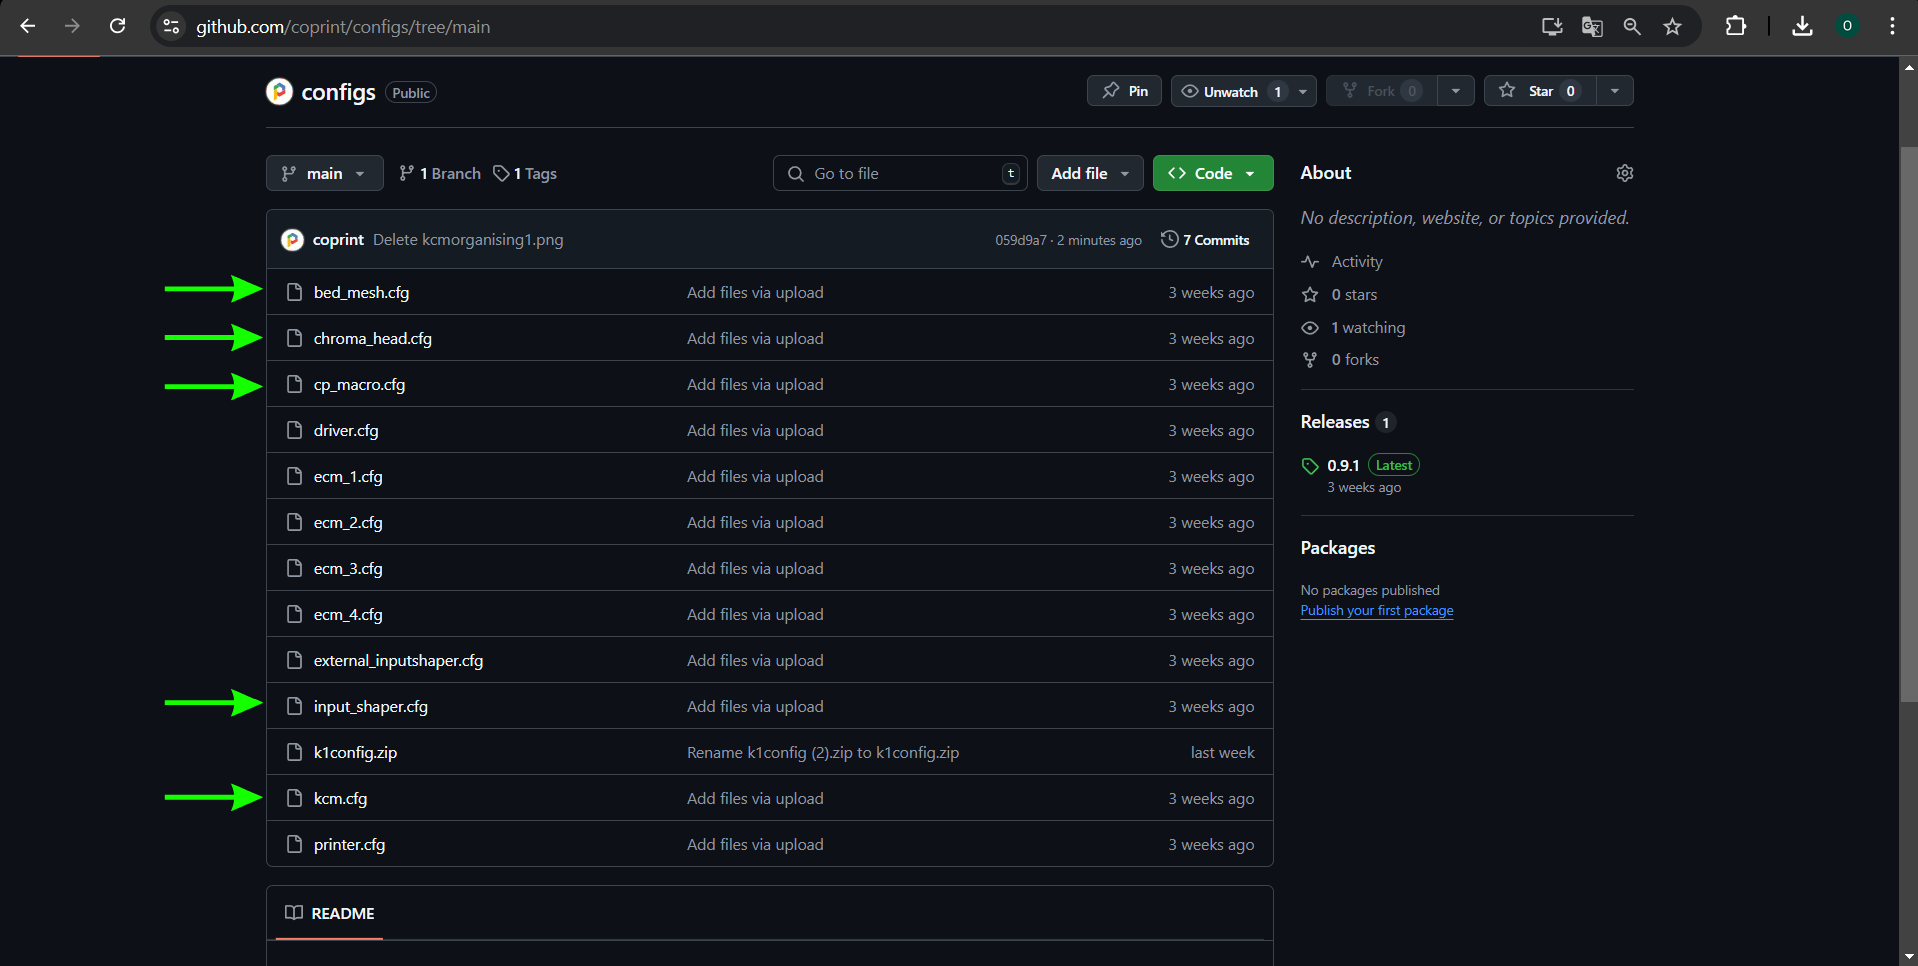 github.com/coprint/configs/tree/main
O
configs Public
Pin
Unwatch 1
Fork 0
Star 0
main
1 Branch
1 Tags
Go to file
t
Add file
Code
coprint Delete kcmorganising1.png 059d9a7 · 2 minutes ago 7 Commits
bed_mesh.cfg Add files via upload 3 weeks ago
chroma_head.cfg Add files via upload 3 weeks ago
cp_macro.cfg Add files via upload 3 weeks ago
driver.cfg Add files via upload 3 weeks ago
ecm_1.cfg Add files via upload 3 weeks ago
ecm_2.cfg Add files via upload 3 weeks ago
ecm_3.cfg Add files via upload 3 weeks ago
ecm_4.cfg Add files via upload 3 weeks ago
external_inputshaper.cfg Add files via upload 3 weeks ago
input_shaper.cfg Add files via upload 3 weeks ago
k1config.zip Rename k1config (2).zip to k1config.zip last week
kcm.cfg Add files via upload 3 weeks ago
printer.cfg Add files via upload 3 weeks ago
README
About
No description, website, or topics provided.
Activity
0 stars
1 watching
0 forks
Releases 1
0.9.1 Latest
3 weeks ago
Packages
No packages published
Publish your first package